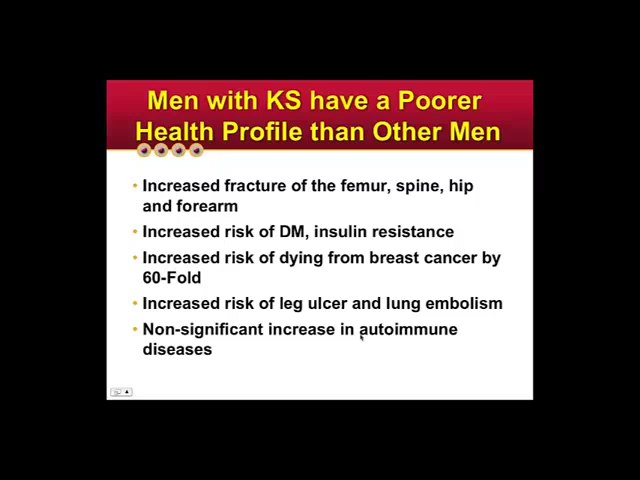 Men with KS have a Poorer
Health Profile than Other Men
• Increased fracture of the femur, spine, hip
and forearm
• Increased risk of DM, insulin resistance
• Increased risk of dying from breast cancer by
60-Fold
• Increased risk of leg ulcer and lung embolism
• Non-significant increase in autoimmune
diseases